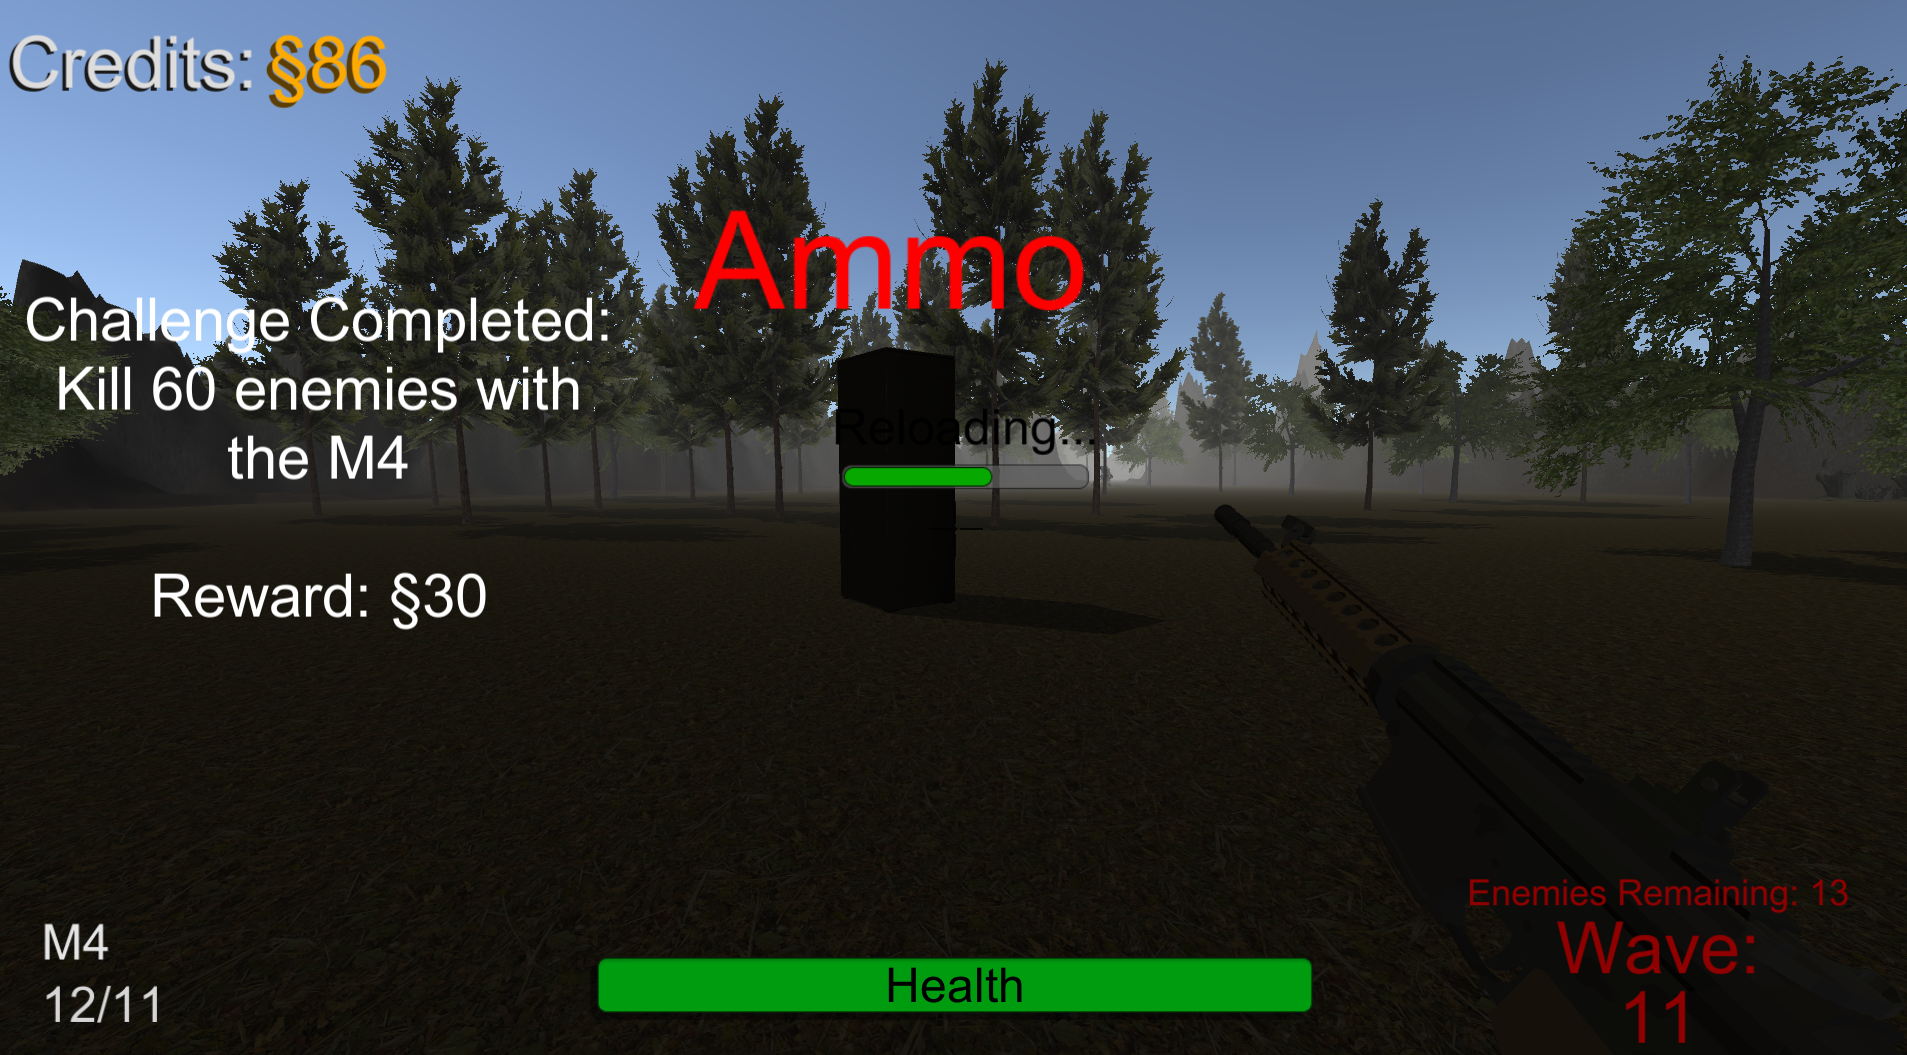 Credits: §86
Ammo
Challenge Completed:
Kill 60 enemies with
the M4
Reloading...
Reward: §30
Enemies Remaining: 13
M4
Wave:
12/11
Health
11